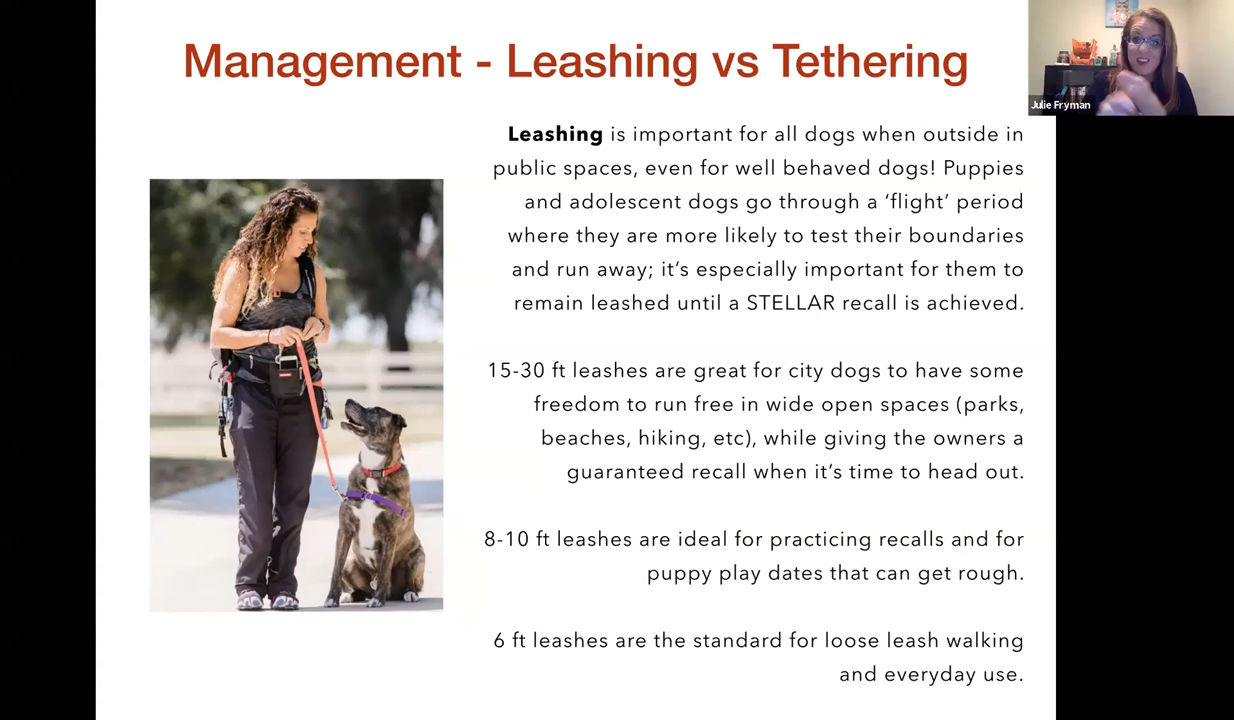 Management - Leashing vs Tethering
Julie Fryman
Leashing is important for all dogs when outside in
public spaces, even for well behaved dogs! Puppies
and adolescent dogs go through a ‘flight’ period
where they are more likely to test their boundaries
and run away; it’s especially important for them to
remain leashed until a STELLAR recall is achieved.
15-30 ft leashes are great for city dogs to have some
freedom to run free in wide open spaces (parks,
beaches, hiking, etc), while giving the owners a
guaranteed recall when it’s time to head out.
8-10 ft leashes are ideal for practicing recalls and for
puppy play dates that can get rough.
6 ft leashes are the standard for loose leash walking
and everyday use.